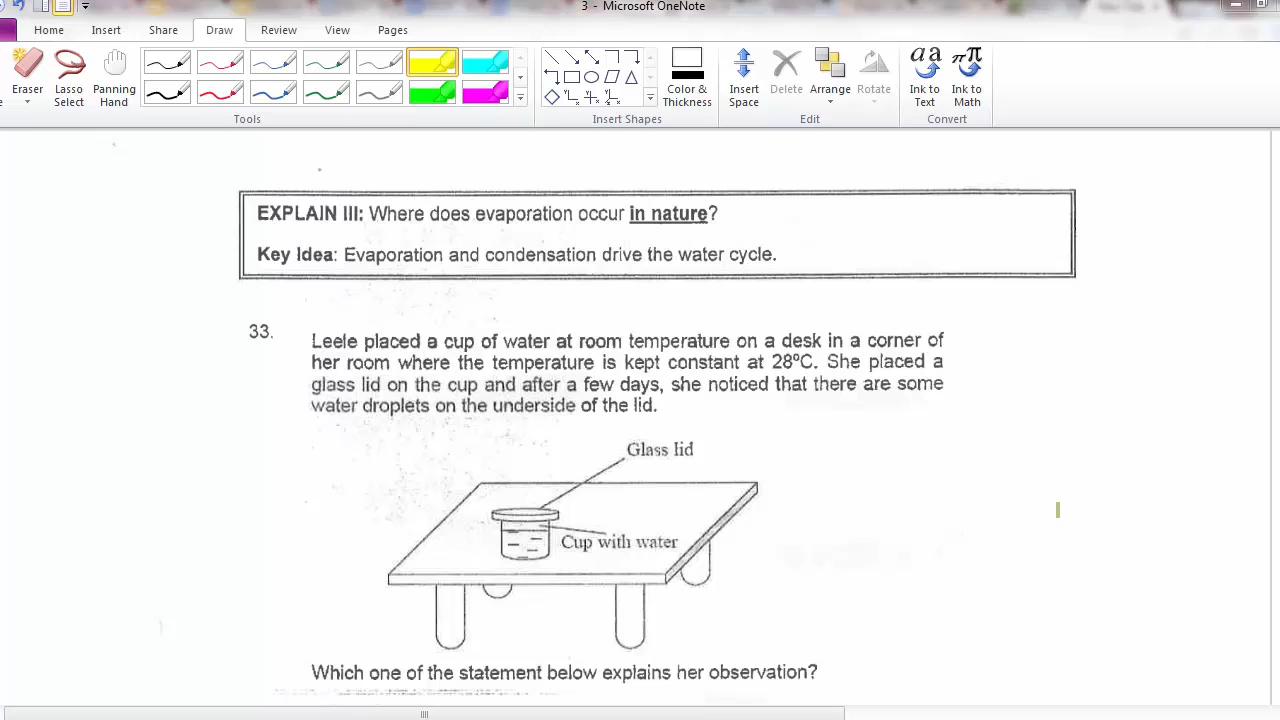 3 - Microsoft OneNote
Home Insert Share Draw Review View Pages
Eraser
Lasso Select
Panning Hand
Color & Thickness
Insert Space
Delete
Arrange
Rotate
Ink to Text
Ink to Math
Tools Insert Shapes Edit Convert
EXPLAIN III: Where does evaporation occur in nature?
Key Idea: Evaporation and condensation drive the water cycle.
33.
Leele placed a cup of water at room temperature on a desk in a corner of
her room where the temperature is kept constant at 28°C. She placed a
glass lid on the cup and after a few days, she noticed that there are some
water droplets on the underside of the lid.
Glass lid
Cup with water
Which one of the statement below explains her observation?